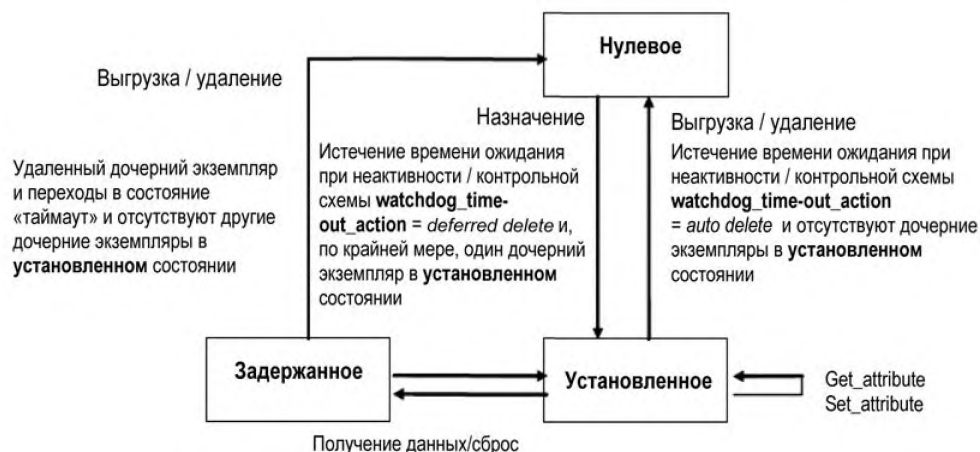 Нулевое
Выгрузка / удаление
Назначение
Выгрузка / удаление
Удаленный дочерний экземпляр
и переходы в состояние
«таймаут» и отсутствуют другие
дочерние экземпляры в
установленном состоянии
Истечение времени ожидания
при неактивности / контрольной
схемы watchdog_time-
out_action = deferred delete и,
по крайней мере, один дочерний
экземпляр в установленном
состоянии
Истечение времени ожидания при
неактивности / контрольной схемы
watchdog_time-out_action
= auto delete и отсутствуют дочерние
экземпляры в установленном
состоянии
Задержанное
Установленное
Get_attribute
Set_attribute
Получение данных/сброс